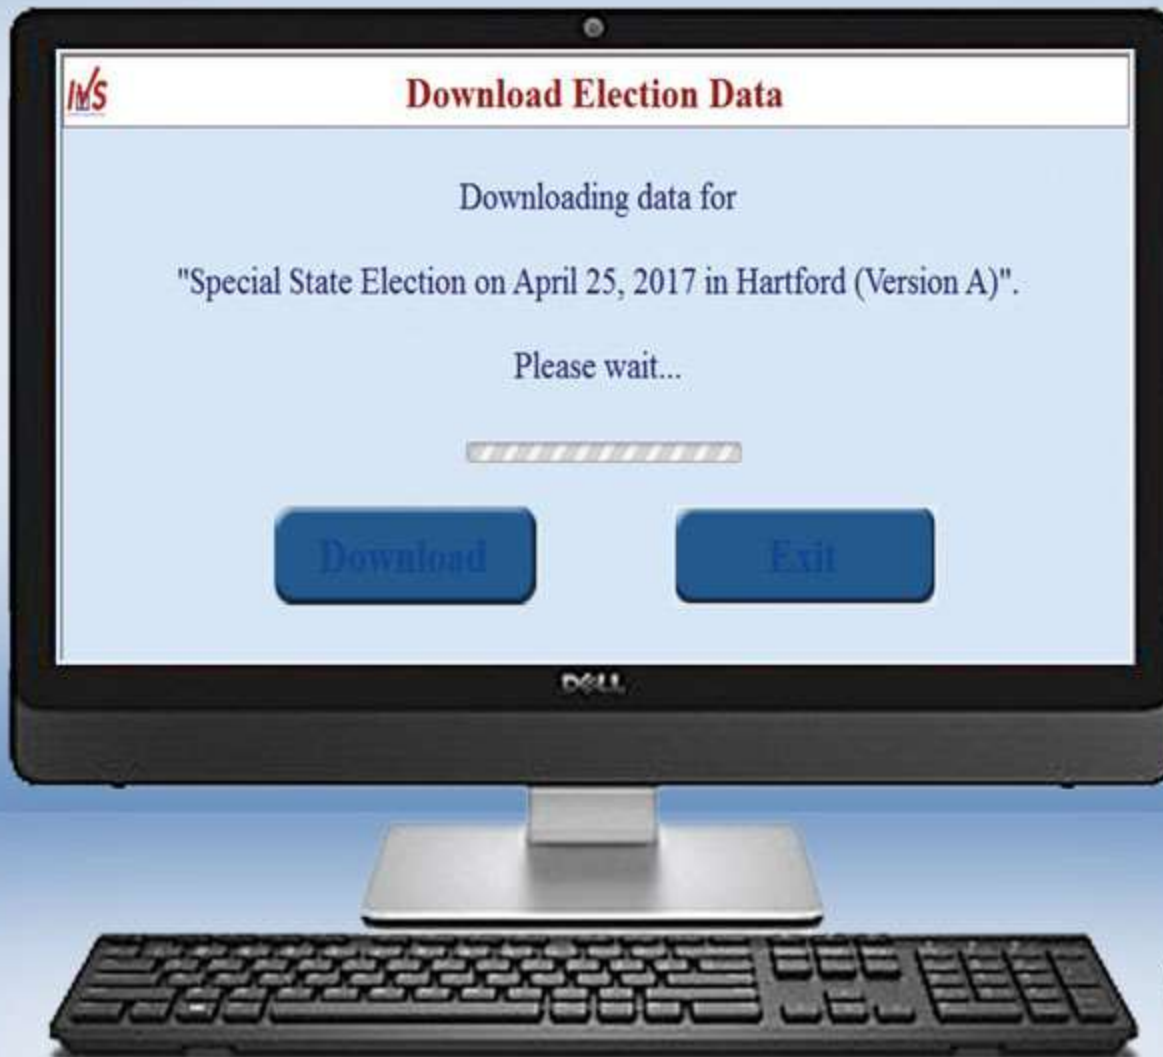 IVS
Download Election Data
Downloading data for
"Special State Election on April 25, 2017 in Hartford (Version A)".
Please wait...
Download
Exit
DELL